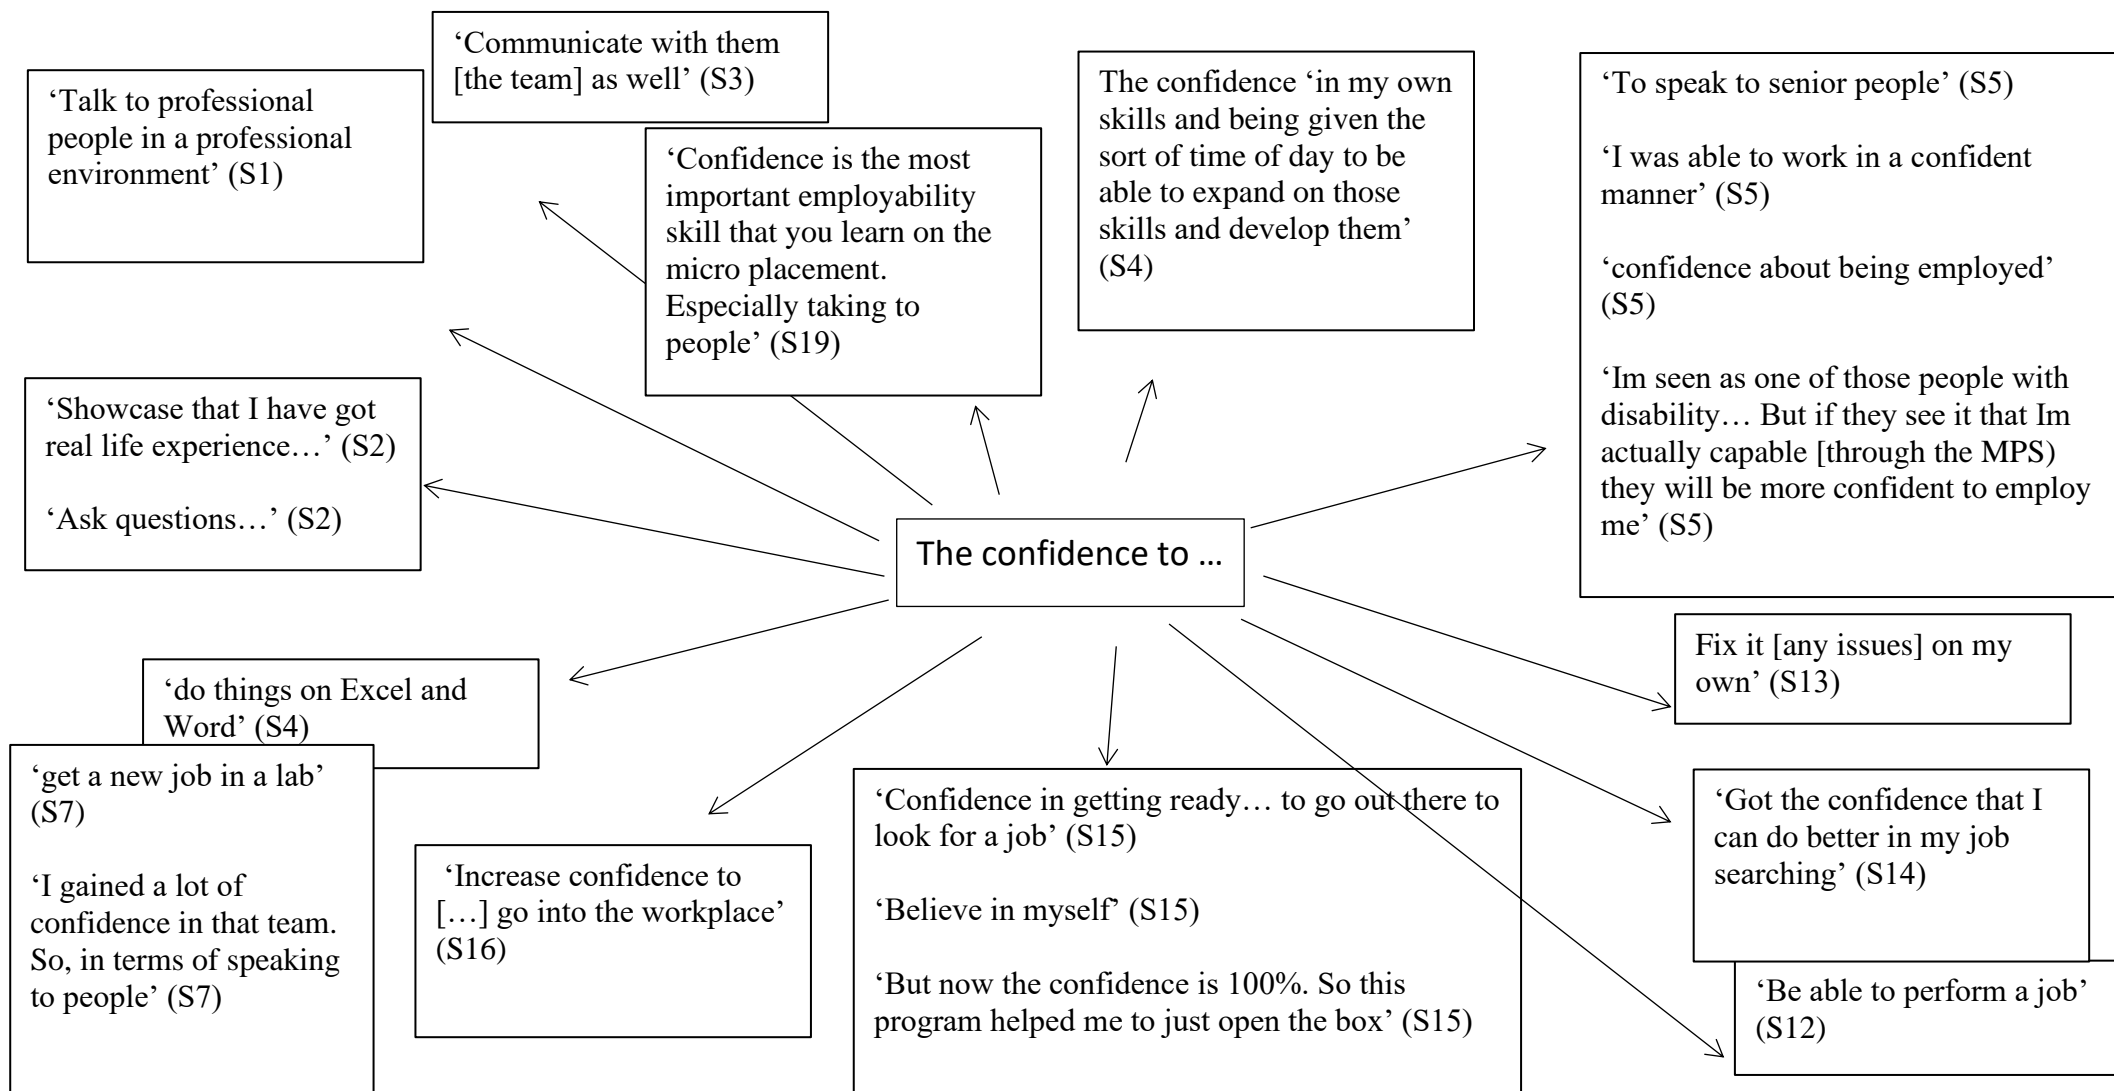 ‘Communicate with them
[the team] as well’ (S3)
‘Talk to professional
people in a professional
environment’ (S1)
‘Confidence is the most
important employability
skill that you learn on the
micro placement.
Especially taking to
people’ (S19)
The confidence ‘in my own
skills and being given the
sort of time of day to be
able to expand on those
skills and develop them’
(S4)
‘To speak to senior people’ (S5)
‘I was able to work in a confident
manner’ (S5)
‘confidence about being employed’
(S5)
‘Im seen as one of those people with
disability… But if they see it that Im
actually capable [through the MPS)
they will be more confident to employ
me’ (S5)
‘Showcase that I have got
real life experience…’ (S2)
‘Ask questions…’ (S2)
The confidence to …
Fix it [any issues] on my
own’ (S13)
‘do things on Excel and
Word’ (S4)
‘get a new job in a lab’
(S7)
‘I gained a lot of
confidence in that team.
So, in terms of speaking
to people’ (S7)
‘Increase confidence to
[…] go into the workplace’
(S16)
‘Confidence in getting ready… to go out there to
look for a job’ (S15)
‘Believe in myself’ (S15)
‘But now the confidence is 100%. So this
program helped me to just open the box’ (S15)
‘Got the confidence that I
can do better in my job
searching’ (S14)
‘Be able to perform a job’
(S12)